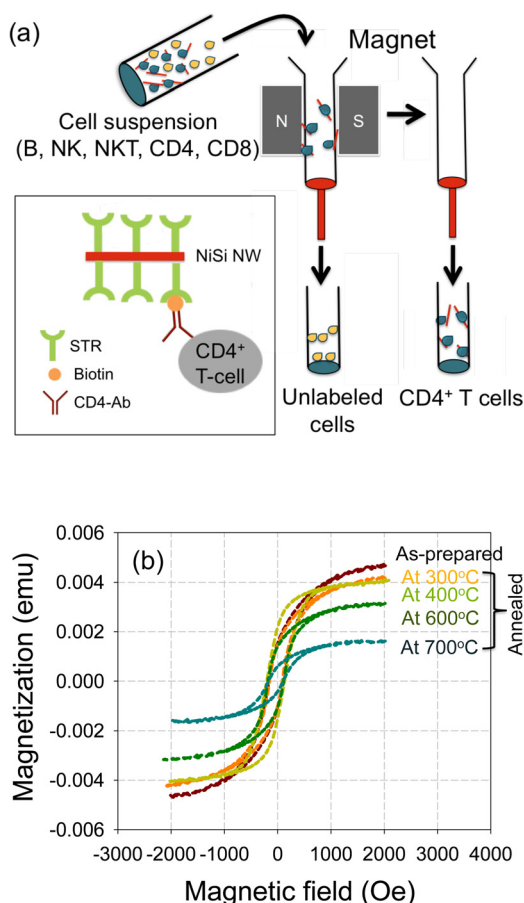 (a)
Magnet
Cell suspension
(B, NK, NKT, CD4, CD8)
N
S
NiSi NW
STR
Biotin
CD4-Ab
CD4⁺
T-cell
Unlabeled
cells
CD4⁺ T cells
(b)
Magnetization (emu)
0.006
0.004
0.002
0.000
-0.002
-0.004
-0.006
As-prepared
At 300°C
At 400°C
At 600°C
At 700°C
Annealed
-3000 -2000 -1000 0 1000 2000 3000 4000
Magnetic field (Oe)